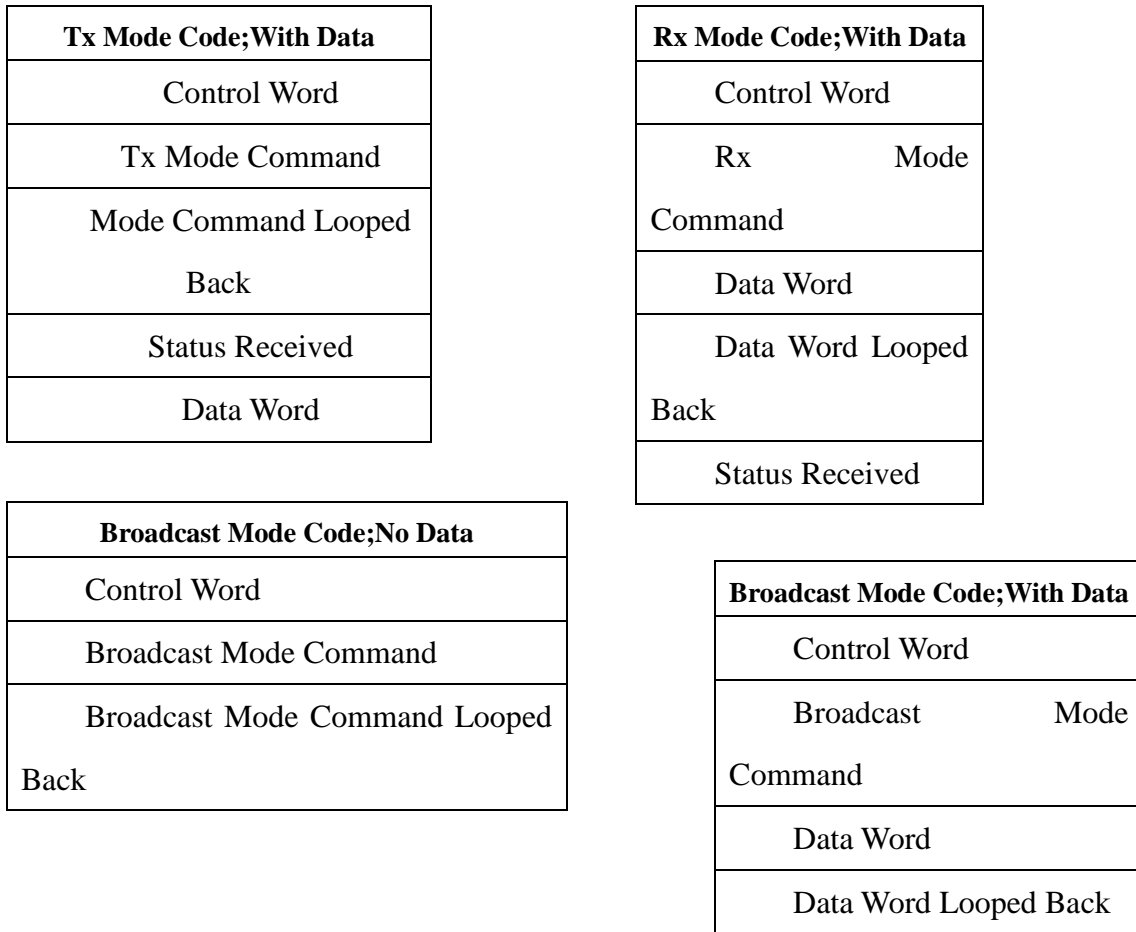 Tx Mode Code;With Data
Control Word
Tx Mode Command
Mode Command Looped
Back
Status Received
Data Word
Rx Mode Code;With Data
Control Word
Rx Mode
Command
Data Word
Data Word Looped
Back
Status Received
Broadcast Mode Code;No Data
Control Word
Broadcast Mode Command
Broadcast Mode Command Looped
Back
Broadcast Mode Code;With Data
Control Word
Broadcast Mode
Command
Data Word
Data Word Looped Back